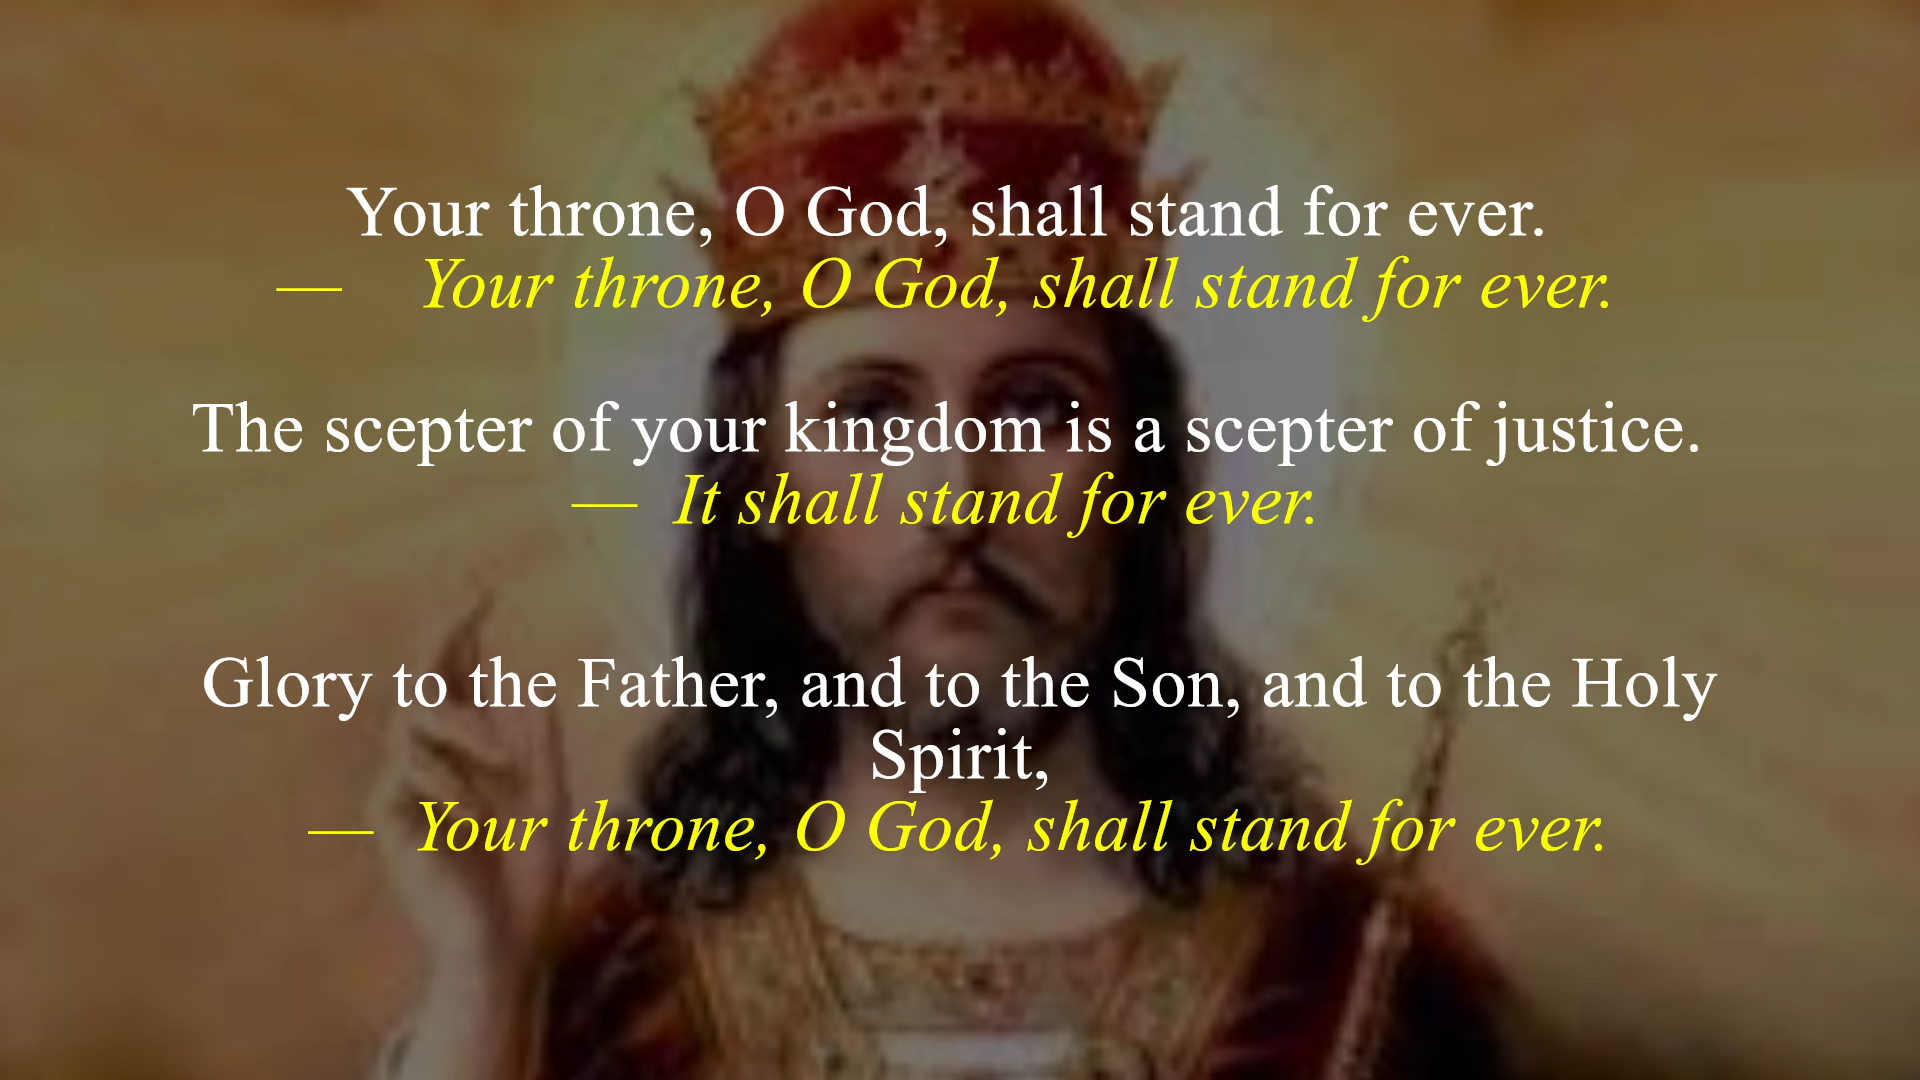 Your throne, O God, shall stand for ever.
— Your throne, O God, shall stand for ever.
The scepter of your kingdom is a scepter of justice.
— It shall stand for ever.
Glory to the Father, and to the Son, and to the Holy
Spirit,
— Your throne, O God, shall stand for ever.